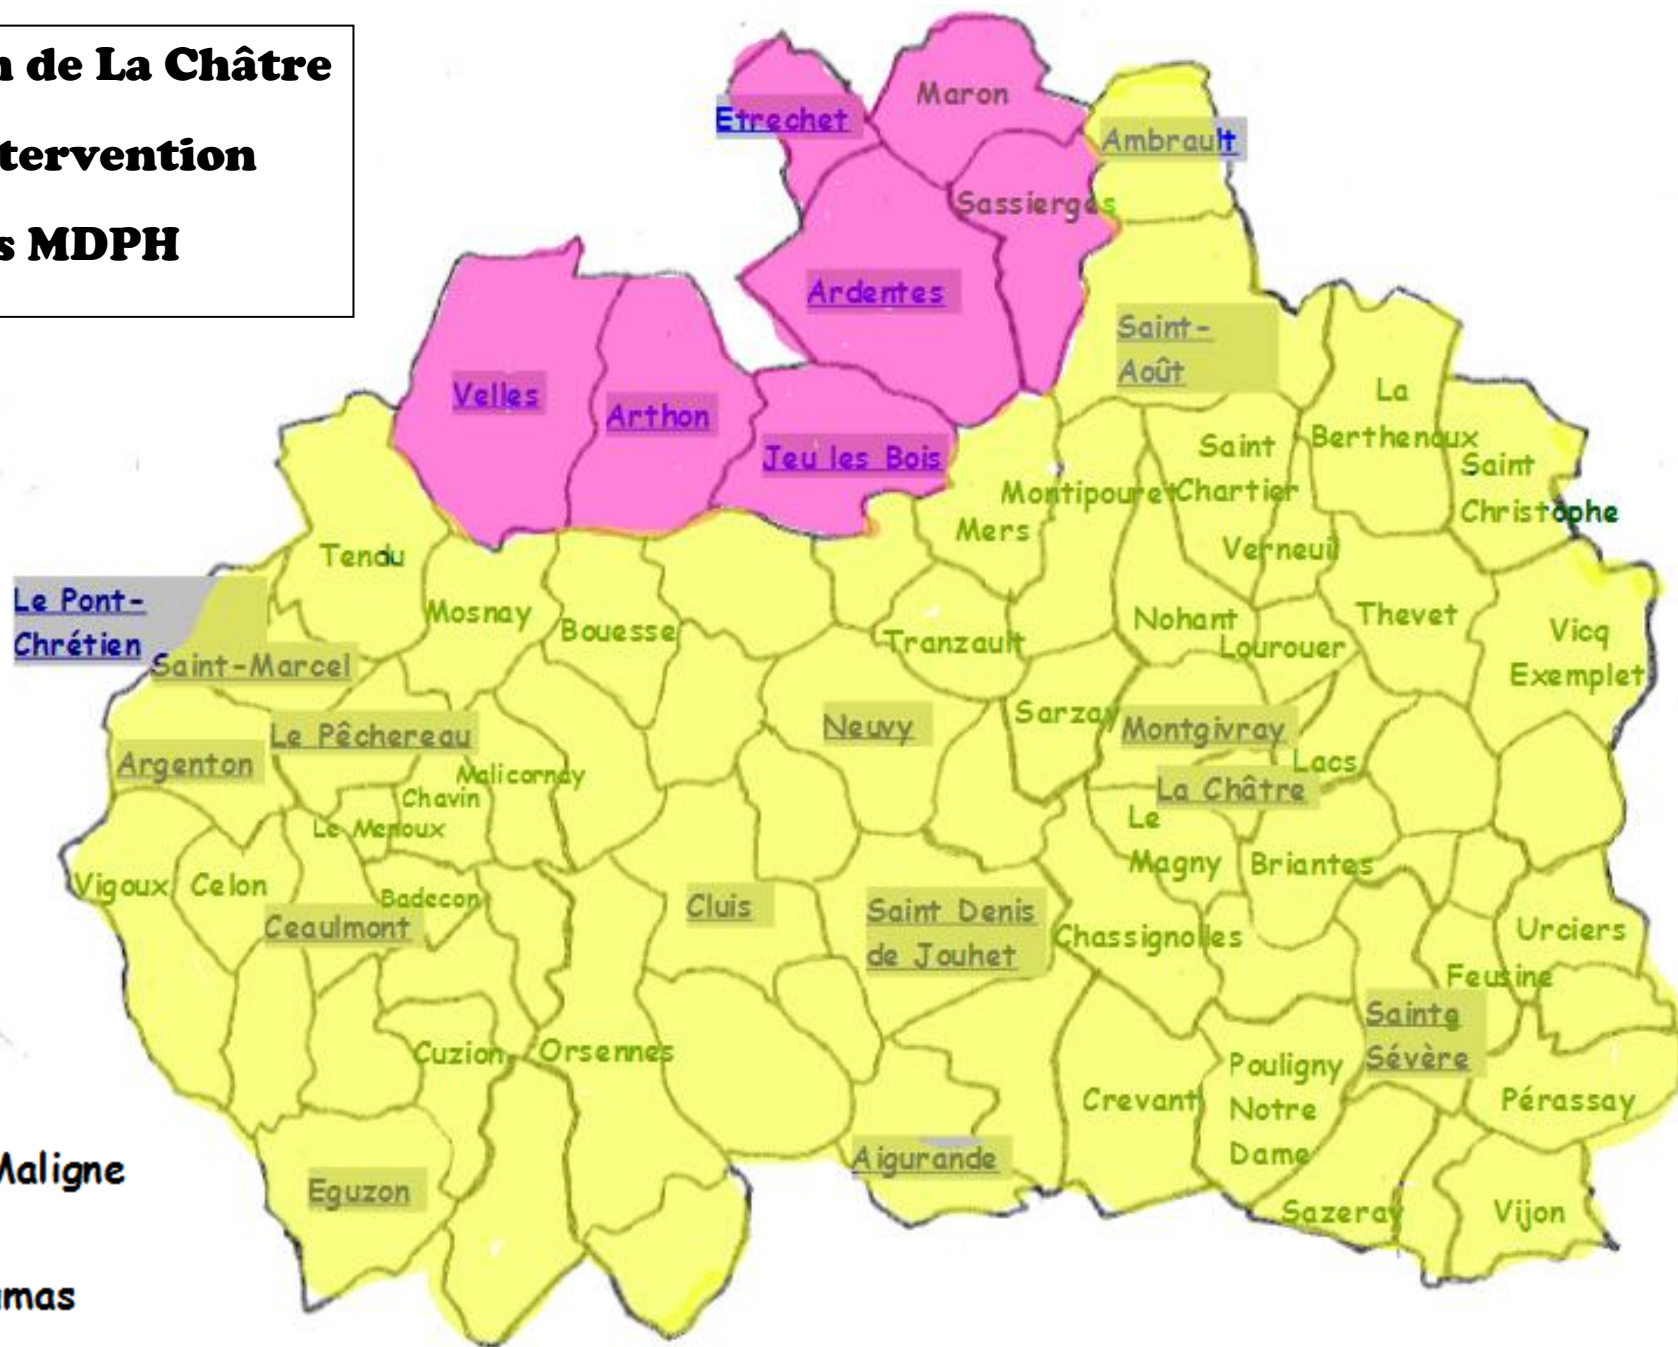 n de La Châtre
tervention
s MDPH
Maron
Etrechet
Ambrault
Sassierges
Ardentes
Saint-
Août
Velles
Arthon
Jeu les Bois
La
Berthenoux
Saint
Chartier
Saint
Christophe
Montipouret
Mers
Verneuil
Tendu
Le Pont-
Chrétien
Mosnay
Bouesse
Tranzault
Nohant
Lourouer
Thevet
Vicq
Exemplet
Saint-Marcel
Le Pêchereau
Argenton
Neuvy
Sarzay
Montgivray
Lacs
La Châtre
Malicornay
Chavin
Le Menoux
Le
Magny
Briantes
Vigoux
Celon
Badecon
Ceaulmont
Cluis
Saint Denis
de Jouhet
Chassignolles
Urciers
Feusine
Sainte
Sévère
Cuzion
Orsennes
Pouligny
Notre
Dame
Crevant
Pérassay
Maligne
Eguzon
Aigurande
Sazeray
Vijon
umas